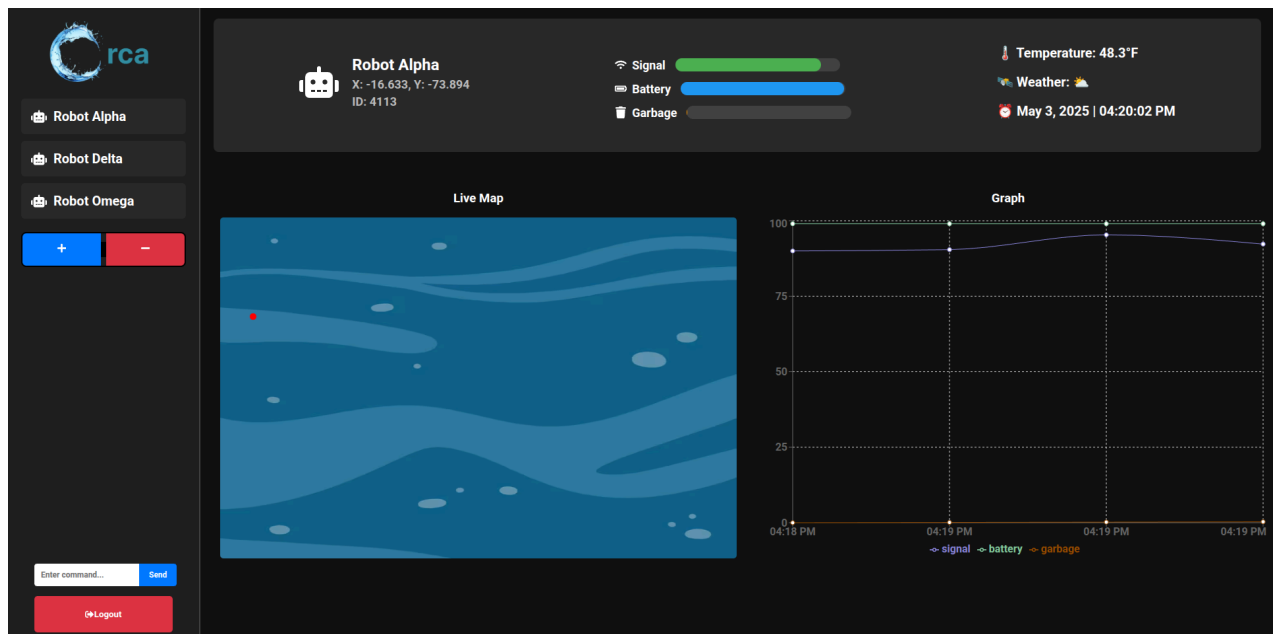 Orca
Robot Alpha
Robot Delta
Robot Omega
+ −
Enter command... Send
Logout
Robot Alpha
X: -16.633, Y: -73.894
ID: 4113
Signal
Battery
Garbage
Temperature: 48.3°F
Weather:
May 3, 2025 | 04:20:02 PM
Live Map
Graph
100
75
50
25
0
04:18 PM 04:19 PM 04:19 PM 04:19 PM
signal battery garbage